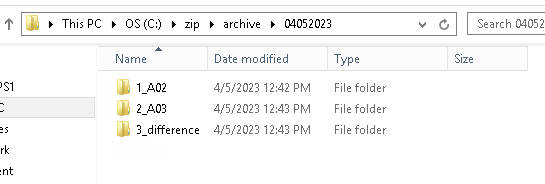 This PC › OS (C:) › zip › archive › 04052023 Search 04052
Name Date modified Type Size
PS1 1_A02 4/5/2023 12:42 PM File folder
C 2_A03 4/5/2023 12:43 PM File folder
es 3_difference 4/5/2023 12:43 PM File folder
rk
ent